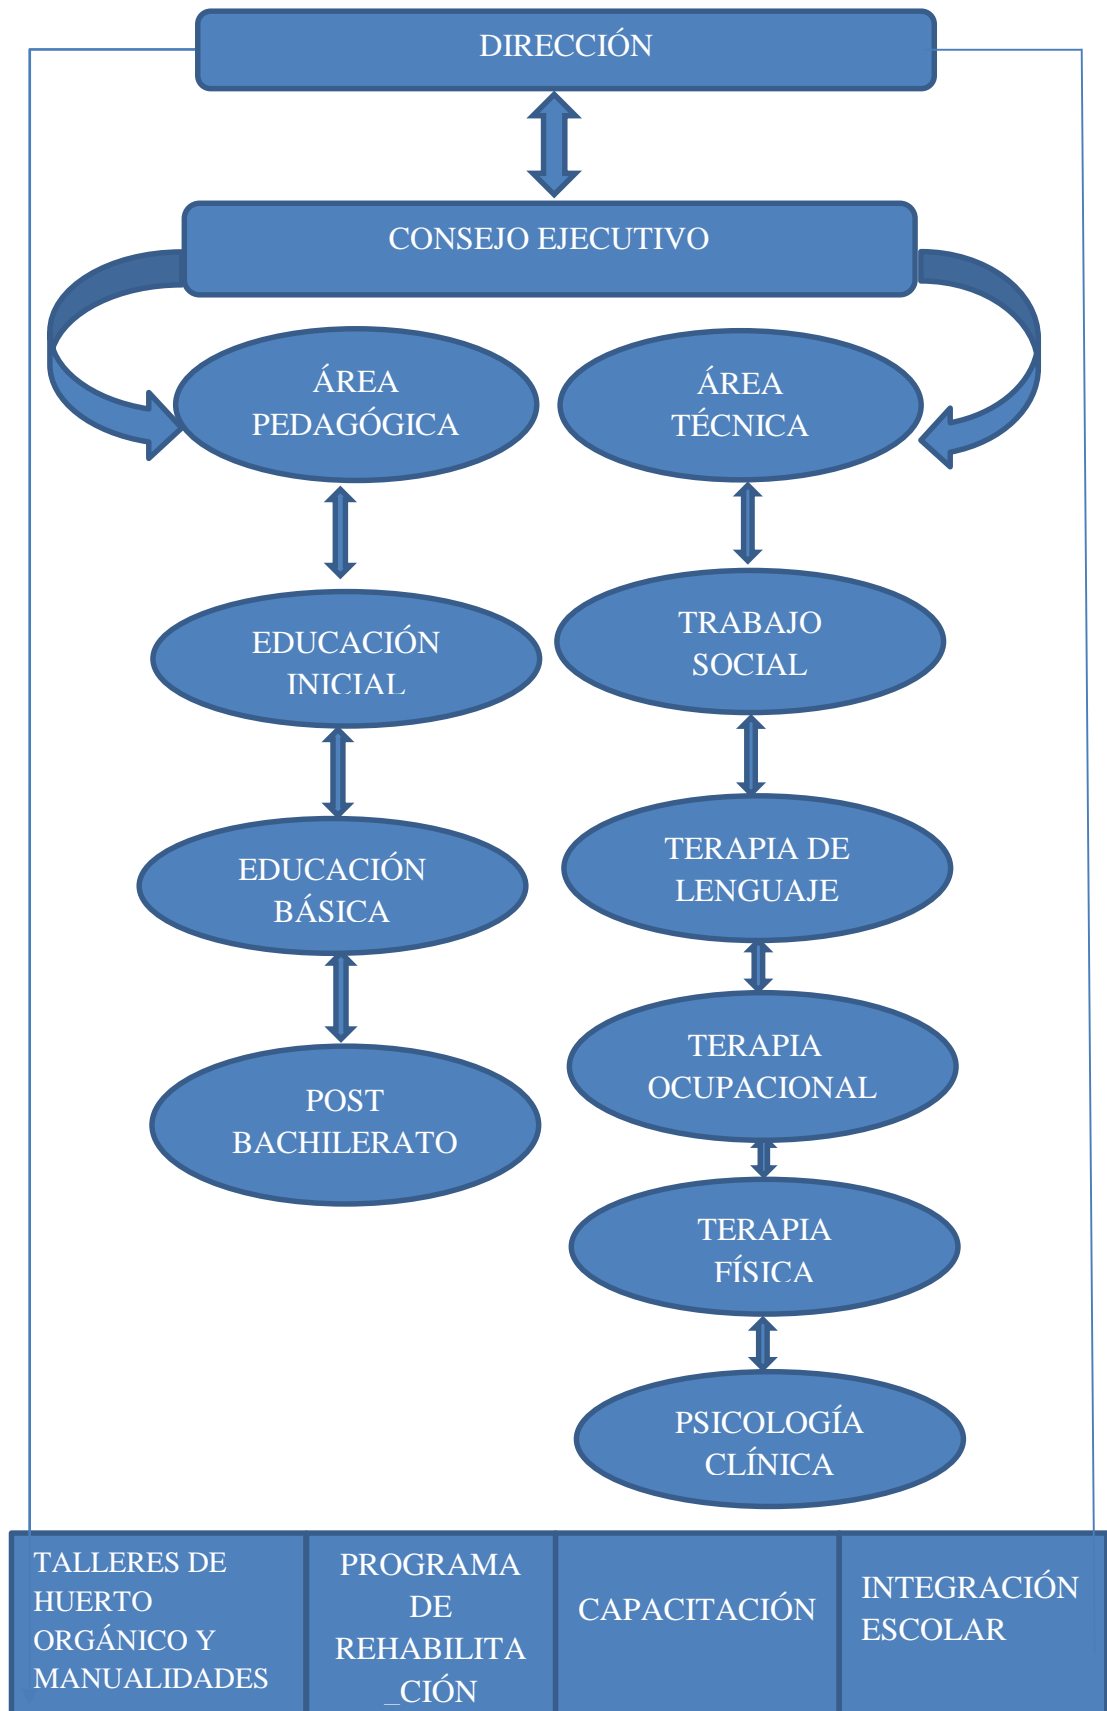 DIRECCIÓN
CONSEJO EJECUTIVO
ÁREA
PEDAGÓGICA
ÁREA
TÉCNICA
EDUCACIÓN
INICIAL
TRABAJO
SOCIAL
EDUCACIÓN
BÁSICA
TERAPIA DE
LENGUAJE
POST
BACHILERATO
TERAPIA
OCUPACIONAL
TERAPIA
FÍSICA
PSICOLOGÍA
CLÍNICA
TALLERES DE
HUERTO
ORGÁNICO Y
MANUALIDADES
PROGRAMA
DE
REHABILITA
_CIÓN
CAPACITACIÓN
INTEGRACIÓN
ESCOLAR